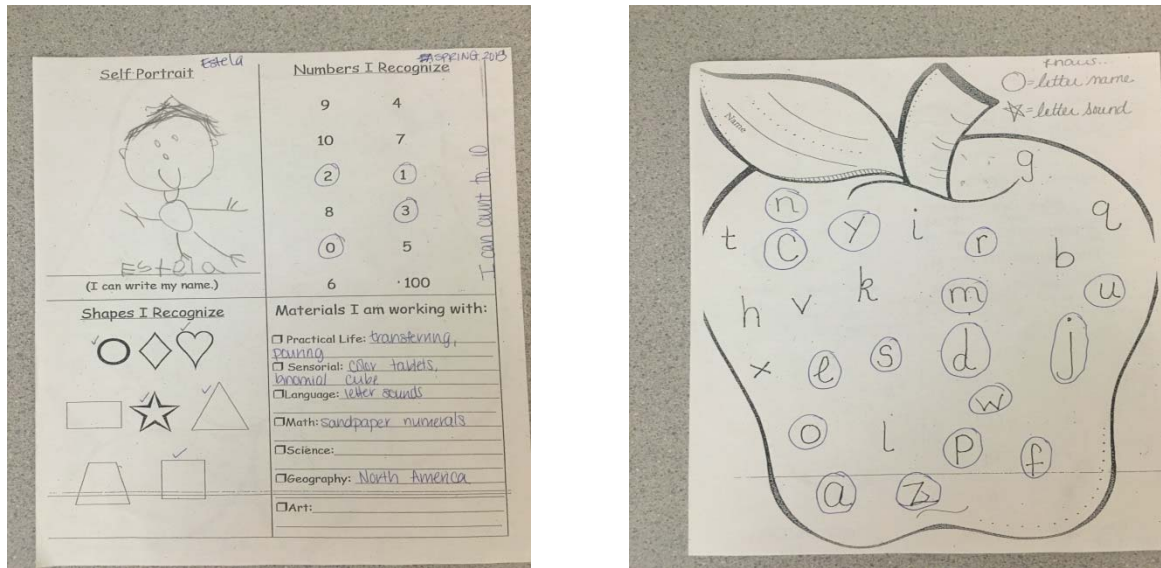 Estela
SPRING 2019
Self Portrait
ESTELA
(I can write my name.)
Numbers I Recognize
9 4
10 7
2 1
8 3
0 5
6 100
I can count to 10
Shapes I Recognize
Materials I am working with:
Practical Life: transferring,
pouring
Sensorial: color tablets,
binomial cube
Language: letter sounds
Math: sandpaper numerals
Science:
Geography: North America
Art:
knows...
= letter name
= letter sound
Name
g
n q
t C y i r b
h v k m u
x e s d j
w
o l p f
a z